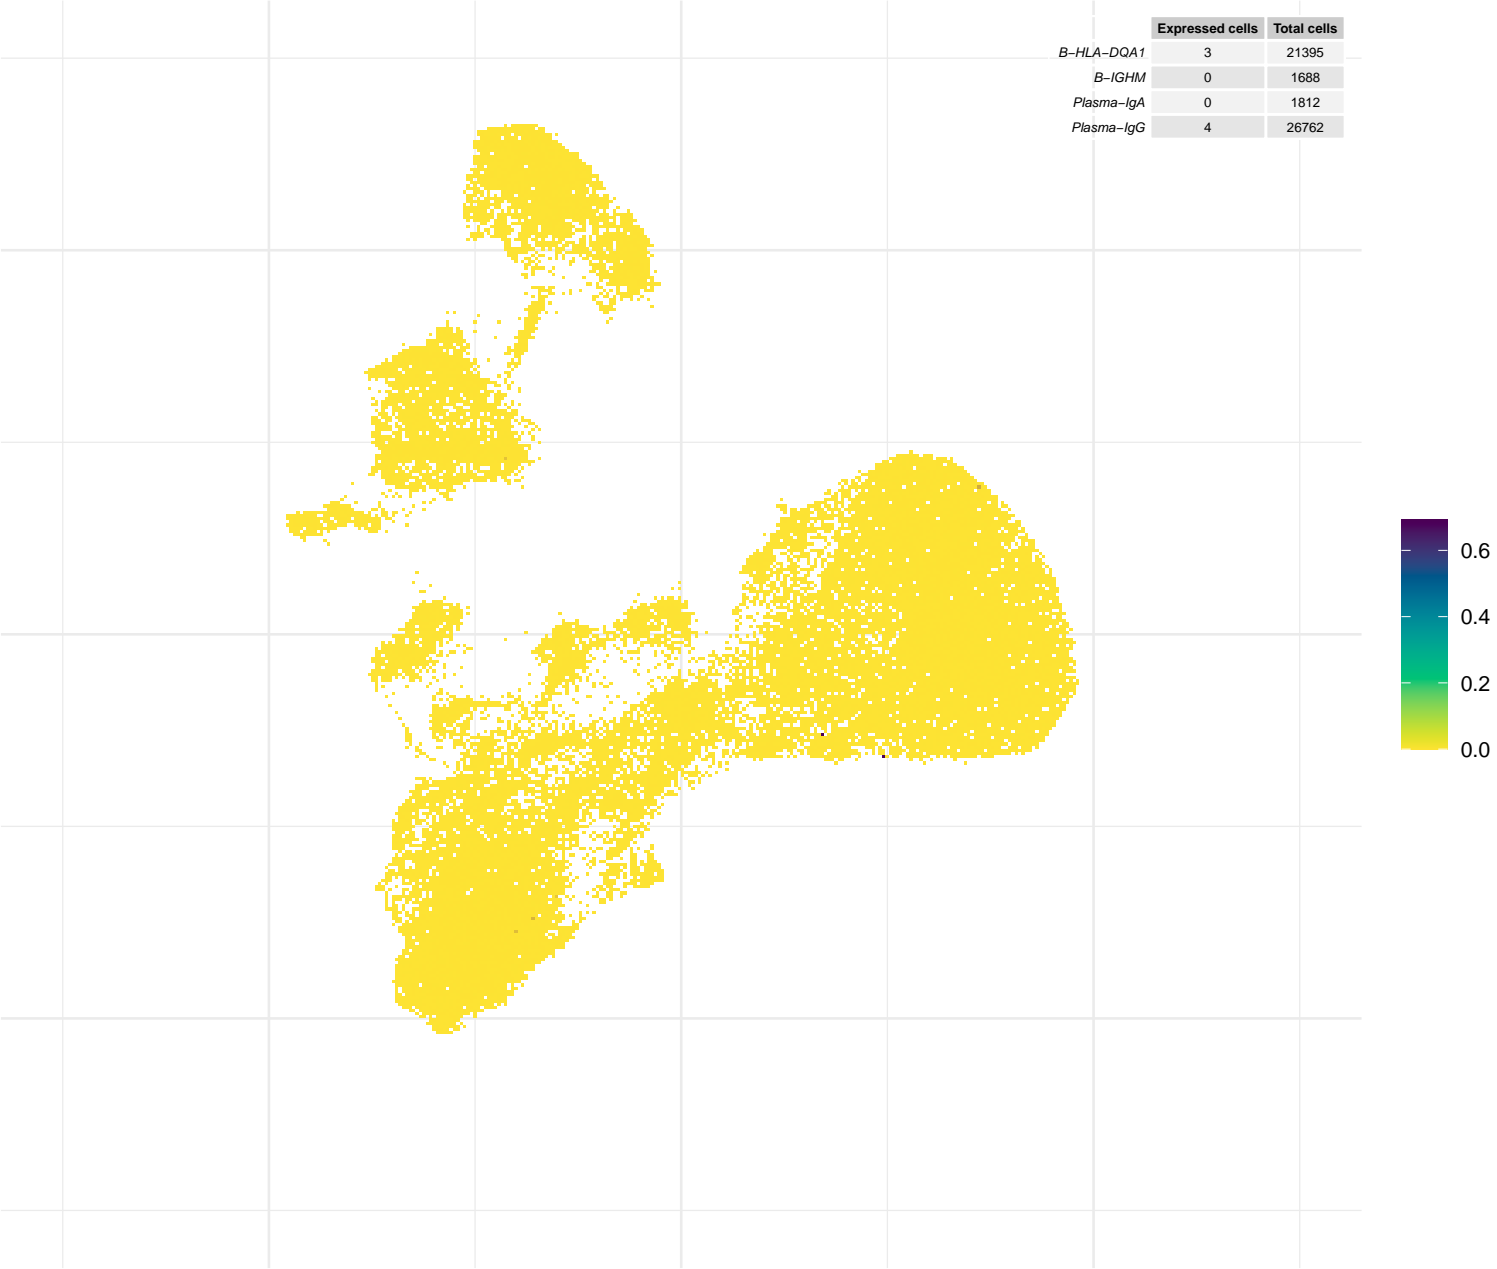 Expressed cells Total cells
B−HLA−DQA1 3 21395
B−IGHM 0 1688
Plasma−IgA 0 1812
Plasma−IgG 4 26762
0.6
0.4
0.2
0.0